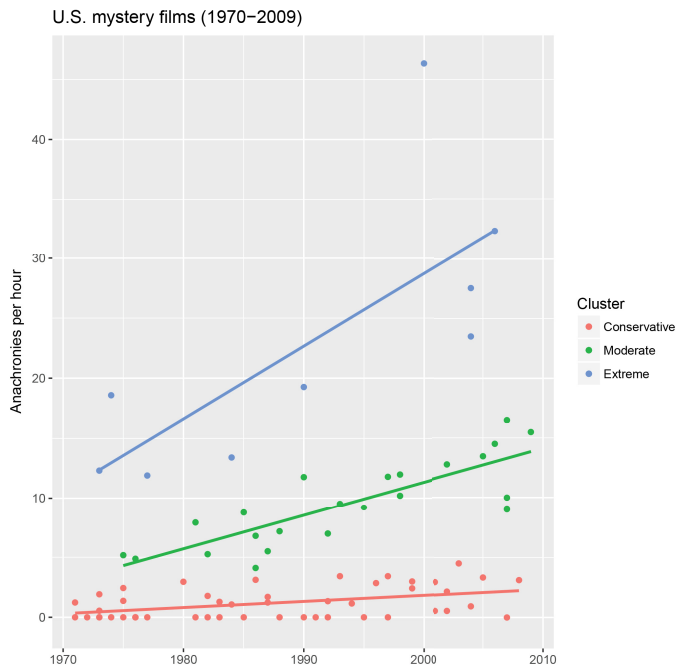 U.S. mystery films (1970−2009)
Anachronies per hour
40
30
20
10
0
1970
1980
1990
2000
2010
Cluster
Conservative
Moderate
Extreme